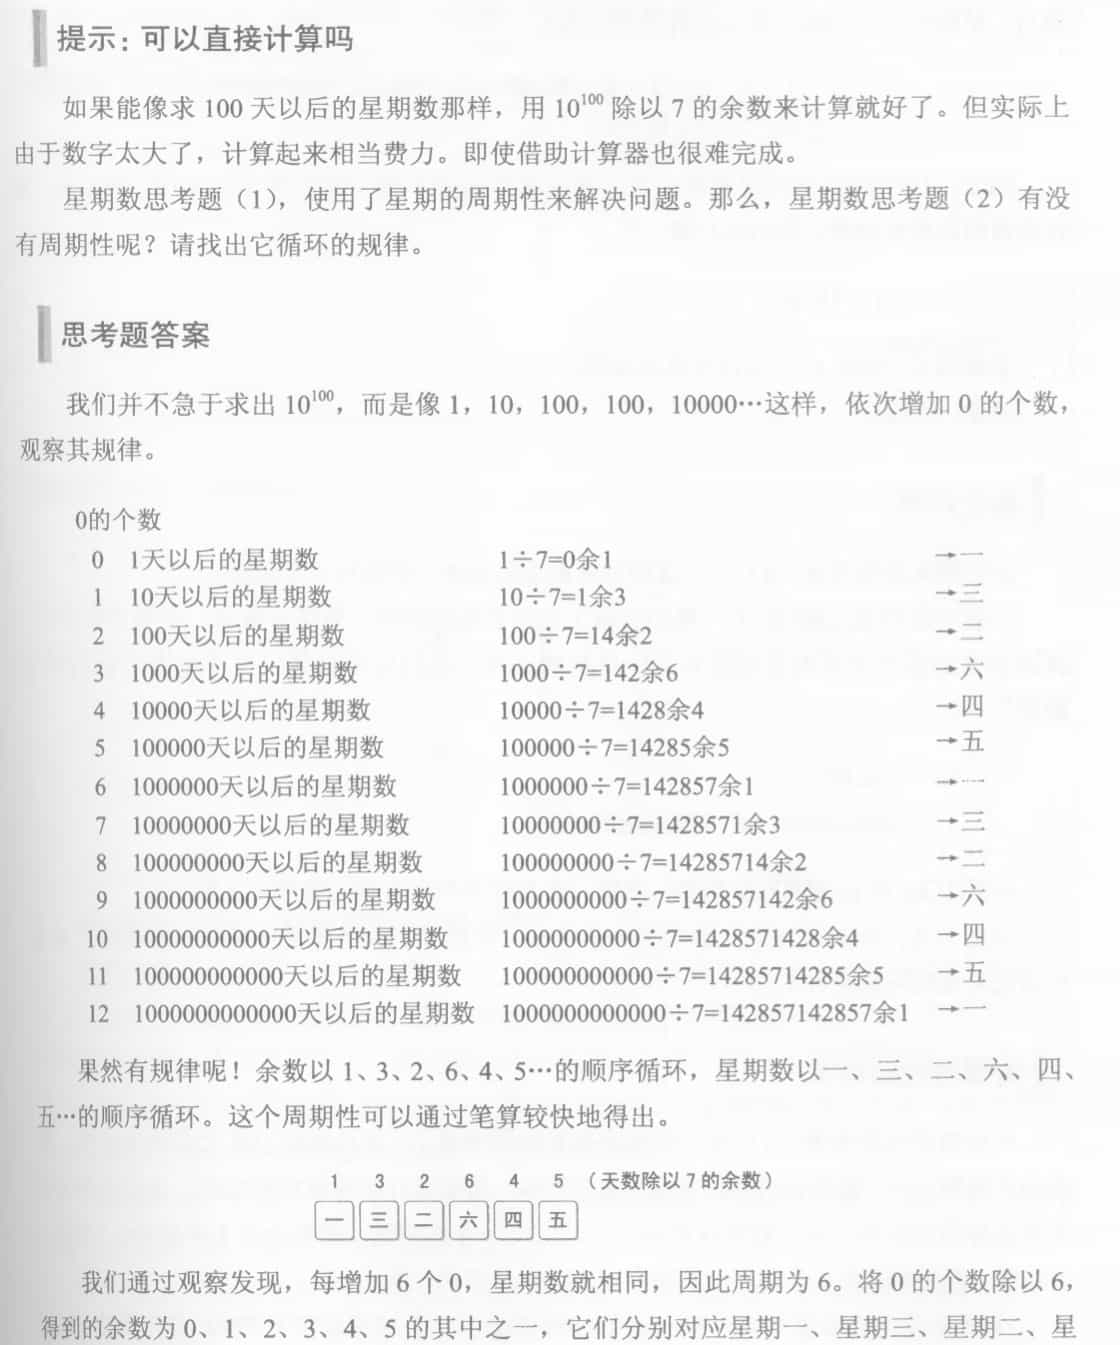 提示：可以直接计算吗
如果能像求 100 天以后的星期数那样，用 10¹⁰⁰ 除以 7 的余数来计算就好了。但实际上
由于数字太大了，计算起来相当费力。即使借助计算器也很难完成。
星期数思考题（1），使用了星期的周期性来解决问题。那么，星期数思考题（2）有没
有周期性呢？请找出它循环的规律。
思考题答案
我们并不急于求出 10¹⁰⁰，而是像 1，10，100，100，10000…这样，依次增加 0 的个数，
观察其规律。
0的个数
0 1天以后的星期数 1÷7=0余1 →一
1 10天以后的星期数 10÷7=1余3 →三
2 100天以后的星期数 100÷7=14余2 →二
3 1000天以后的星期数 1000÷7=142余6 →六
4 10000天以后的星期数 10000÷7=1428余4 →四
5 100000天以后的星期数 100000÷7=14285余5 →五
6 1000000天以后的星期数 1000000÷7=142857余1 →一
7 10000000天以后的星期数 10000000÷7=1428571余3 →三
8 100000000天以后的星期数 100000000÷7=14285714余2 →二
9 1000000000天以后的星期数 1000000000÷7=142857142余6 →六
10 10000000000天以后的星期数 10000000000÷7=1428571428余4 →四
11 100000000000天以后的星期数 100000000000÷7=14285714285余5 →五
12 1000000000000天以后的星期数 1000000000000÷7=142857142857余1 →一
果然有规律呢！余数以 1、3、2、6、4、5…的顺序循环，星期数以一、三、二、六、四、
五…的顺序循环。这个周期性可以通过笔算较快地得出。
1 3 2 6 4 5 （天数除以 7 的余数）
一 三 二 六 四 五
我们通过观察发现，每增加 6 个 0，星期数就相同，因此周期为 6。将 0 的个数除以 6，
得到的余数为 0、1、2、3、4、5 的其中之一，它们分别对应星期一、星期三、星期二、星